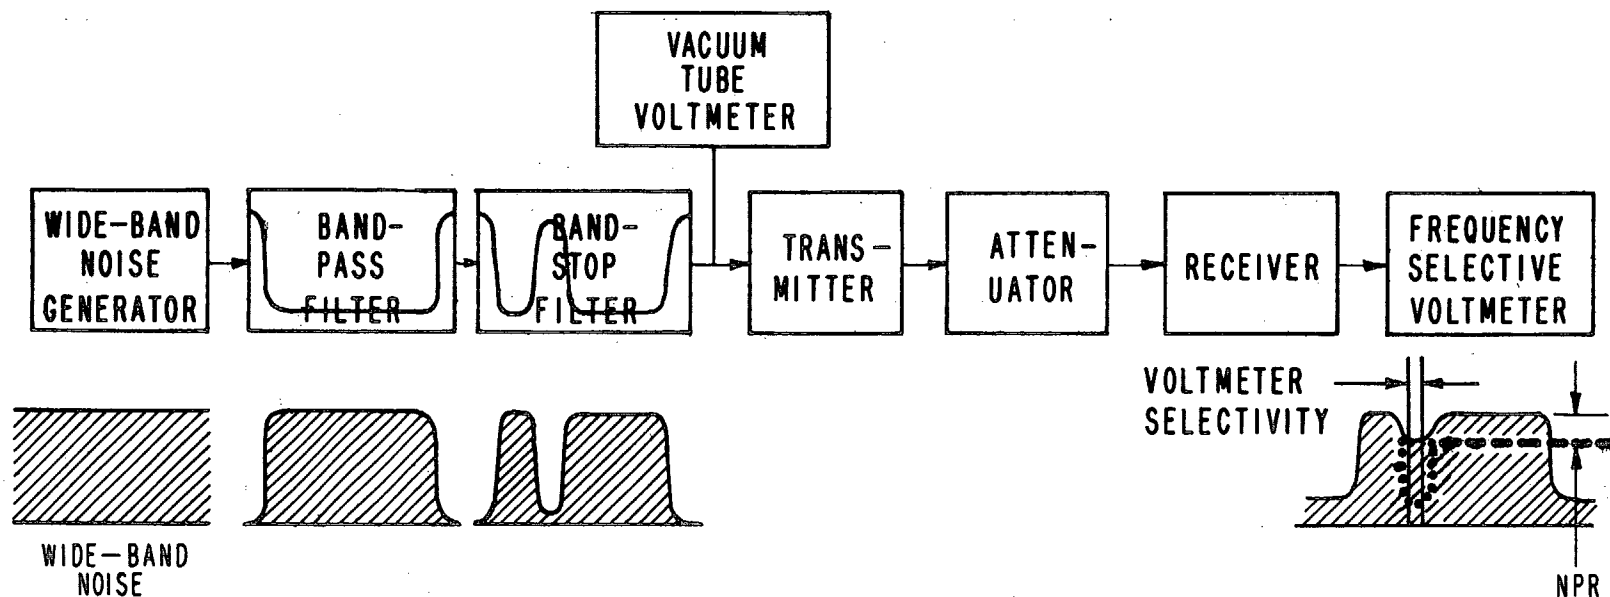 VACUUM
TUBE
VOLTMETER
WIDE-BAND
NOISE
GENERATOR
BAND-
PASS
FILTER
BAND-
STOP
FILTER
TRANS-
MITTER
ATTEN-
UATOR
RECEIVER
FREQUENCY
SELECTIVE
VOLTMETER
VOLTMETER
SELECTIVITY
WIDE-BAND
NOISE
NPR